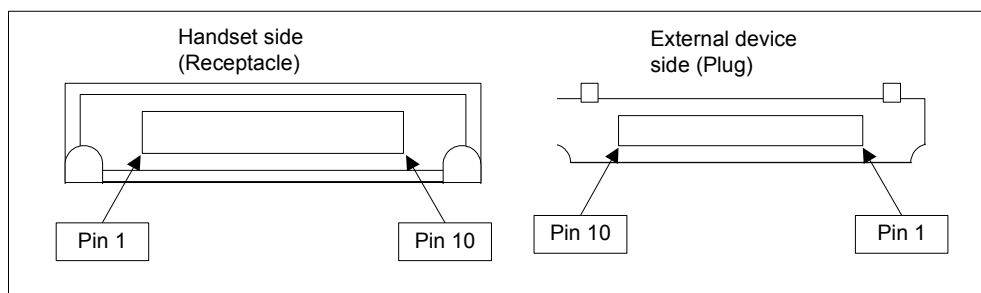 Handset side
(Receptacle)
External device
side (Plug)
Pin 1
Pin 10
Pin 10
Pin 1